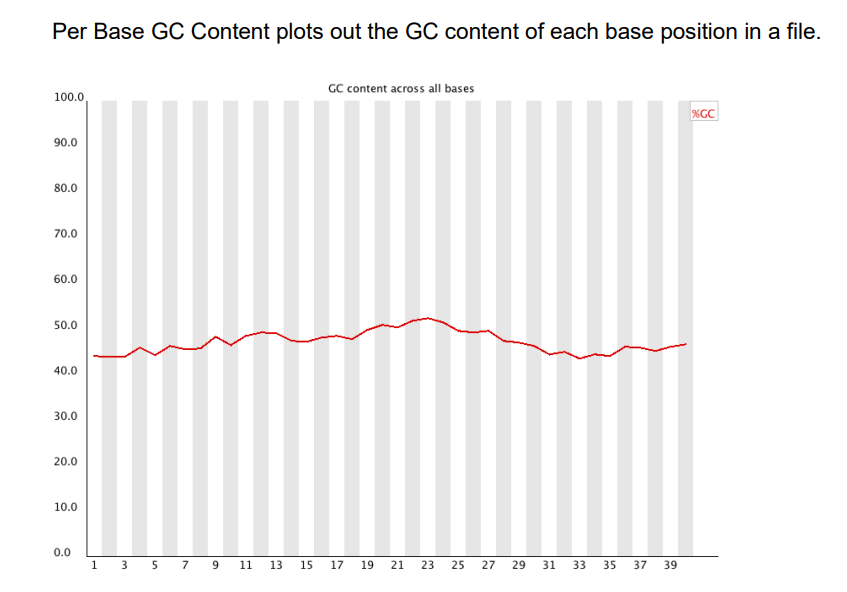 Per Base GC Content plots out the GC content of each base position in a file.
GC content across all bases
100.0
%GC
90.0
80.0
70.0
60.0
50.0
40.0
30.0
20.0
10.0
0.0
1 3 5 7 9 11 13 15 17 19 21 23 25 27 29 31 33 35 37 39